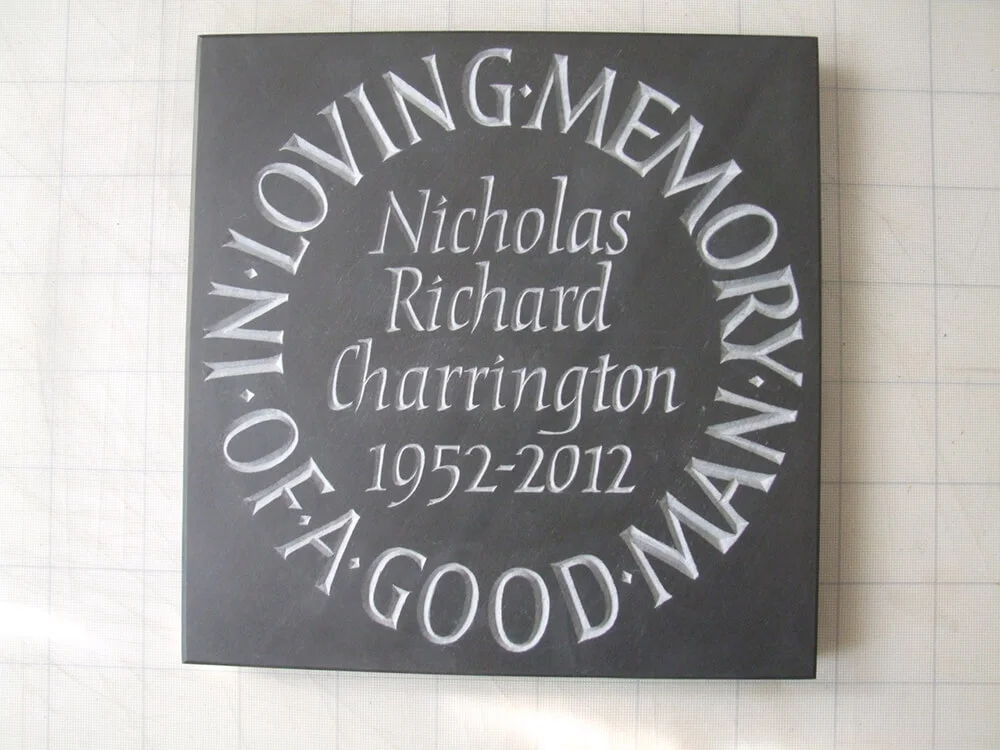 IN·LOVING·MEMORY·
OF·A·GOOD·MAN·
Nicholas
Richard
Charrington
1952-2012